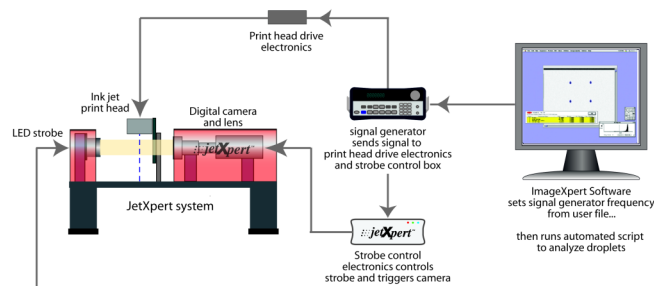 Print head drive
electronics
Ink jet
print head
Digital camera
and lens
LED strobe
jetXpert™
JetXpert system
signal generator
sends signal to
print head drive electronics
and strobe control box
jetXpert™
Strobe control
electronics controls
strobe and triggers camera
ImageXpert Software
sets signal generator frequency
from user file...
then runs automated script
to analyze droplets